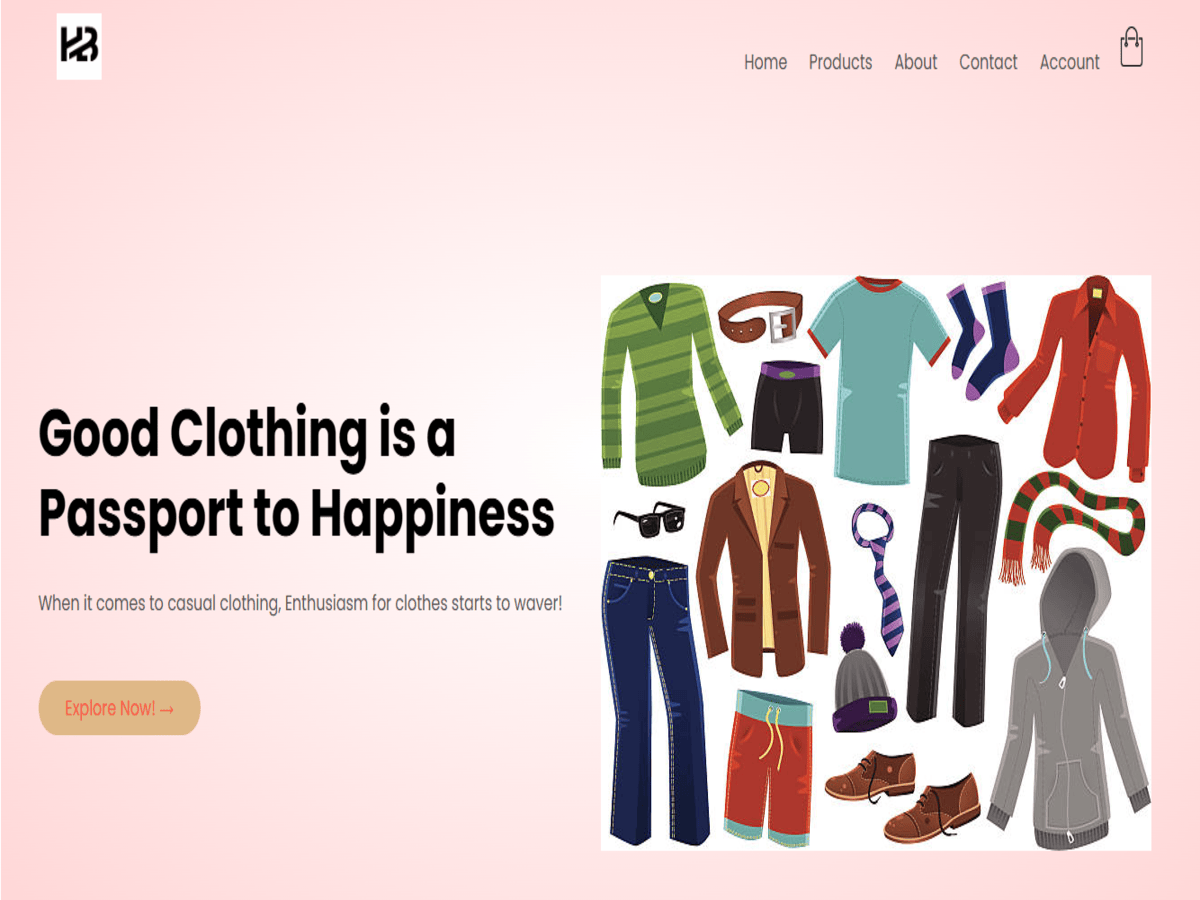 HB
Home Products About Contact Account
Good Clothing is a
Passport to Happiness
When it comes to casual clothing, Enthusiasm for clothes starts to waver!
Explore Now! →